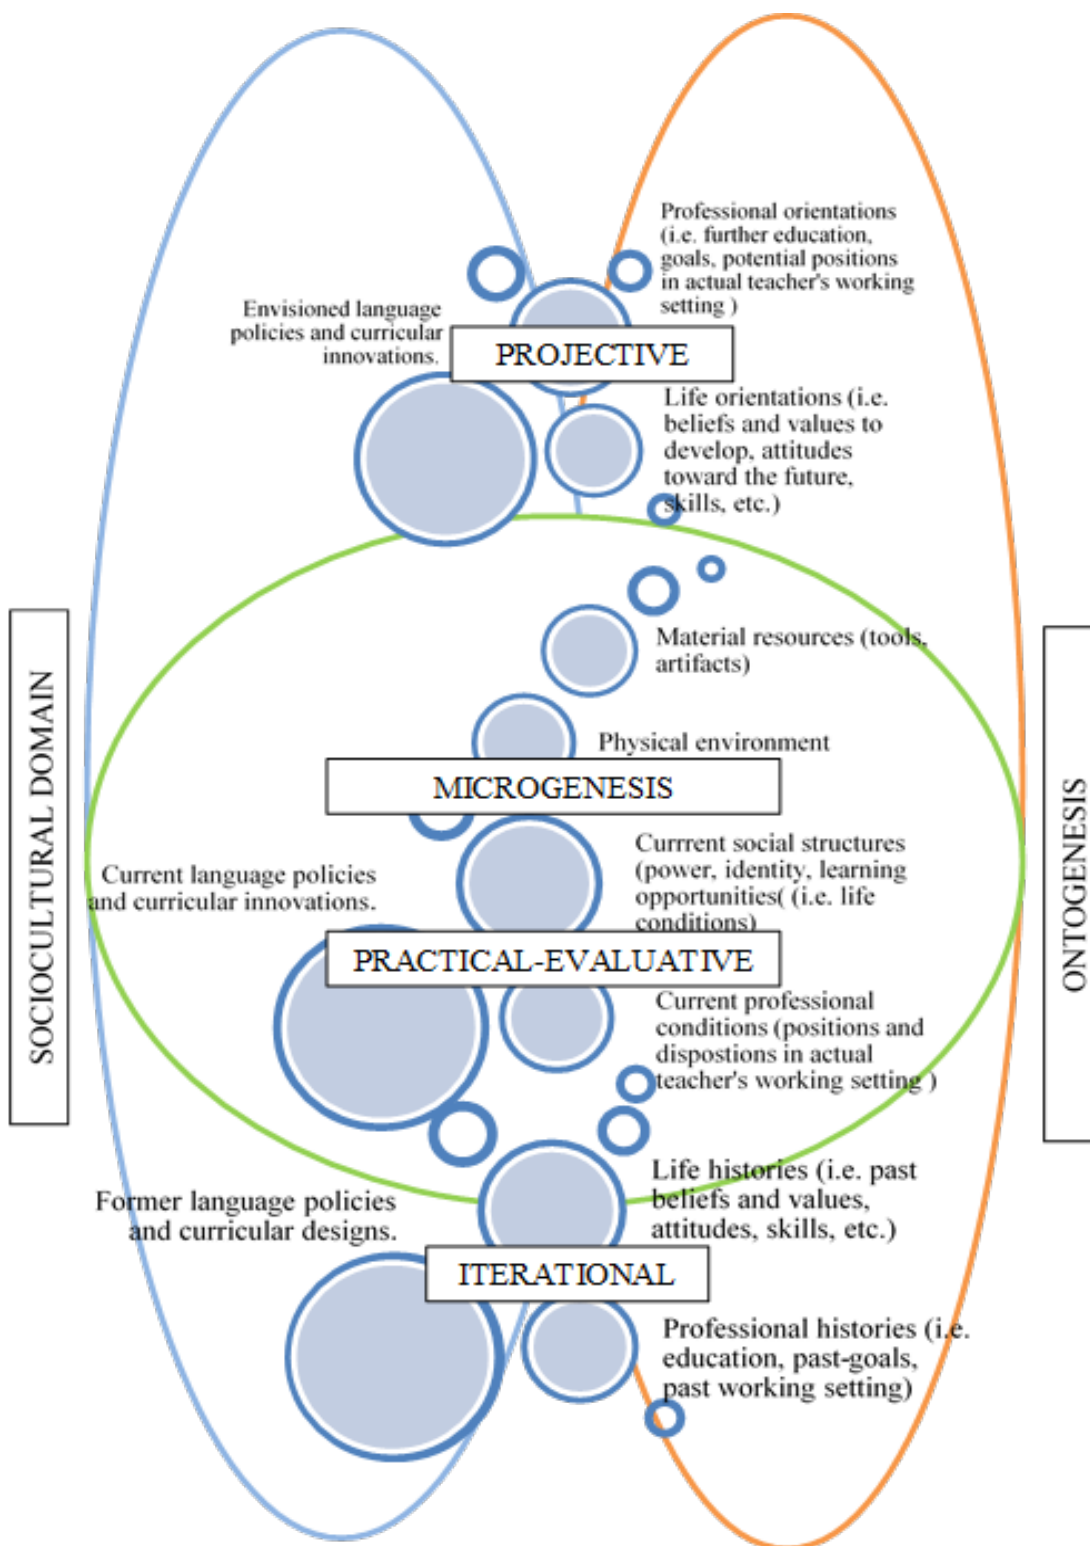 Professional orientations
(i.e. further education,
goals, potential positions
in actual teacher's working
setting )
Envisioned language
policies and curricular
innovations.
PROJECTIVE
Life orientations (i.e.
beliefs and values to
develop, attitudes
toward the future,
skills, etc.)
Material resources (tools,
artifacts)
Physical environment
MICROGENESIS
SOCIOCULTURAL DOMAIN
ONTOGENESIS
Currrent social structures
(power, identity, learning
opportunities( (i.e. life
conditions)
Current language policies
and curricular innovations.
PRACTICAL-EVALUATIVE
Current professional
conditions (positions and
dispostions in actual
teacher's working setting )
Life histories (i.e. past
beliefs and values,
attitudes, skills, etc.)
Former language policies
and curricular designs.
ITERATIONAL
Professional histories (i.e.
education, past-goals,
past working setting)